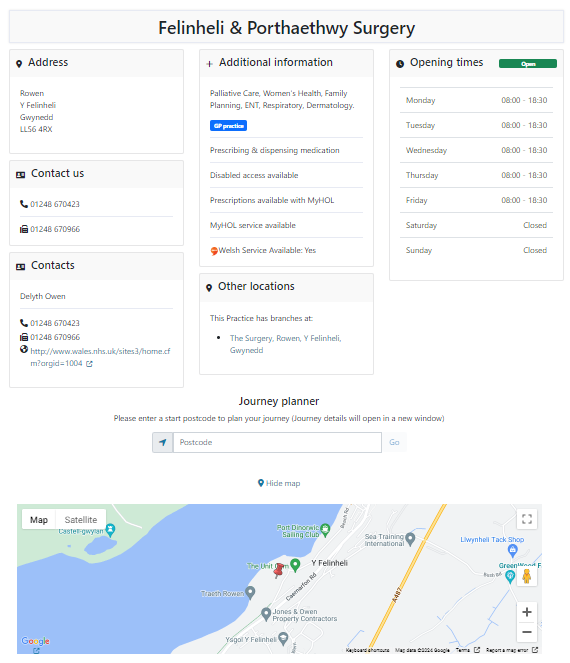 Felinheli & Porthaethwy Surgery
Address
Rowen
Y Felinheli
Gwynedd
LL56 4RX
Contact us
01248 670423
01248 670966
Contacts
Delyth Owen
01248 670423
01248 670966
http://www.wales.nhs.uk/sites3/home.cf
m?orgid=1004
Additional information
Palliative Care, Women's Health, Family
Planning, ENT, Respiratory, Dermatology.
GP practice
Prescribing & dispensing medication
Disabled access available
Prescriptions available with MyHOL
MyHOL service available
Welsh Service Available: Yes
Other locations
This Practice has branches at:
The Surgery, Rowen, Y Felinheli,
Gwynedd
Opening times
Open
Monday 08:00 - 18:30
Tuesday 08:00 - 18:30
Wednesday 08:00 - 18:30
Thursday 08:00 - 18:30
Friday 08:00 - 18:30
Saturday Closed
Sunday Closed
Journey planner
Please enter a start postcode to plan your journey (Journey details will open in a new window)
Postcode
Go
Hide map
Map Satellite
Castell-gwylan
Port Dinorwic
Sailing Club
Beach Rd
Sea Training
International
Llwynheli Tack Shop
The Unit
Y Felinheli
GreenWood F
Caernarfon Rd
A487
Traeth Rowen
Jones & Owen
Property Contractors
Ysgol Y Felinheli
Google
Keyboard shortcuts Map data ©2024 Google Terms Report a map error